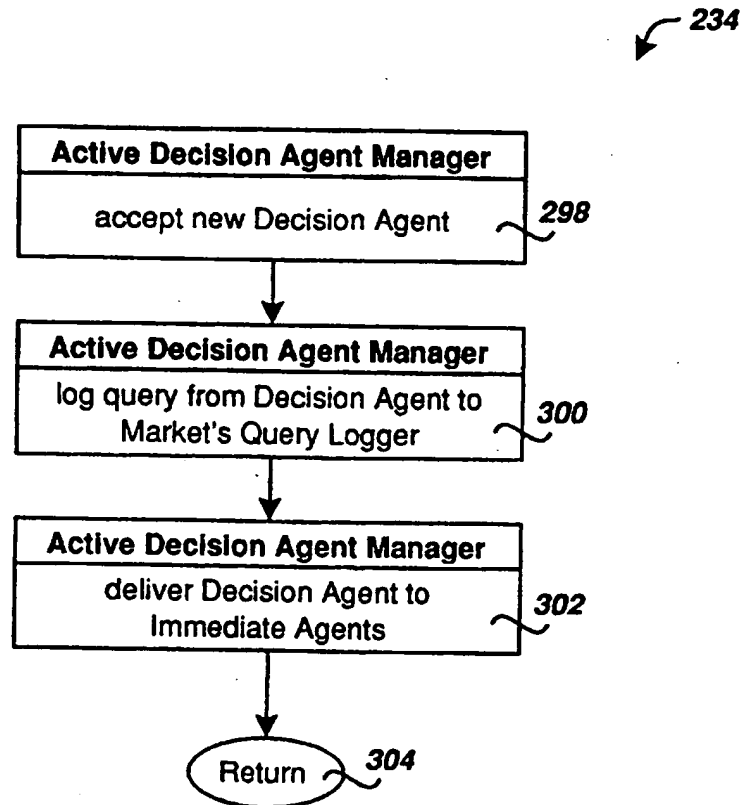 234
Active Decision Agent Manager
accept new Decision Agent
298
Active Decision Agent Manager
log query from Decision Agent to
Market's Query Logger
300
Active Decision Agent Manager
deliver Decision Agent to
Immediate Agents
302
Return
304